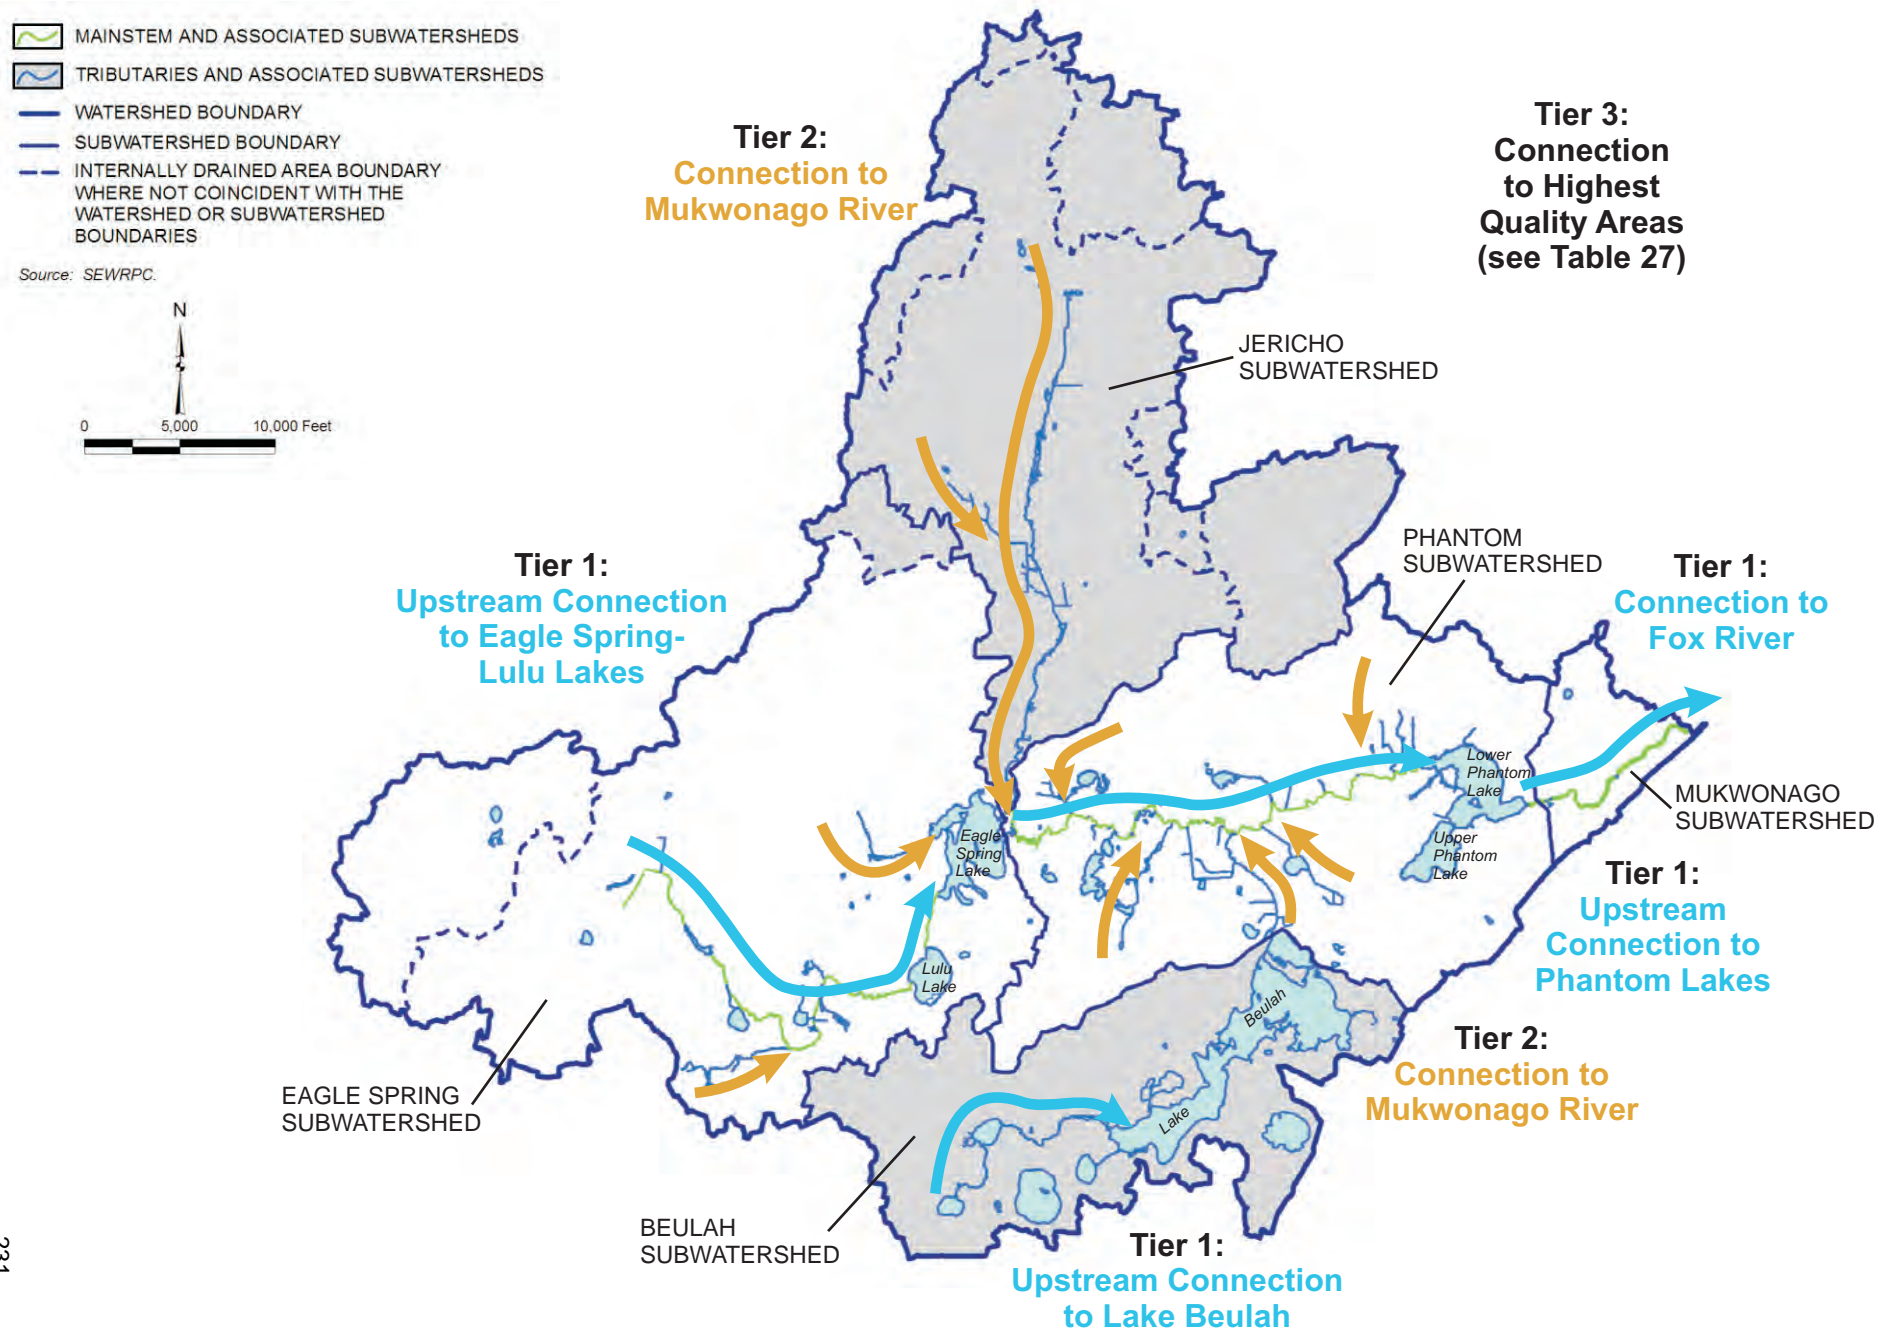 MAINSTEM AND ASSOCIATED SUBWATERSHEDS
TRIBUTARIES AND ASSOCIATED SUBWATERSHEDS
WATERSHED BOUNDARY
SUBWATERSHED BOUNDARY
INTERNALLY DRAINED AREA BOUNDARY
WHERE NOT COINCIDENT WITH THE
WATERSHED OR SUBWATERSHED
BOUNDARIES
Source: SEWRPC.
N
0 5,000 10,000 Feet
Tier 2:
Connection to
Mukwonago River
Tier 3:
Connection
to Highest
Quality Areas
(see Table 27)
JERICHO
SUBWATERSHED
PHANTOM
SUBWATERSHED
Tier 1:
Upstream Connection
to Eagle Spring-
Lulu Lakes
Tier 1:
Connection to
Fox River
Lower
Phantom
Lake
MUKWONAGO
SUBWATERSHED
Eagle
Spring
Lake
Upper
Phantom
Lake
Tier 1:
Upstream
Connection to
Phantom Lakes
Lulu
Lake
Beulah
Lake
Tier 2:
Connection to
Mukwonago River
EAGLE SPRING
SUBWATERSHED
BEULAH
SUBWATERSHED
Tier 1:
Upstream Connection
to Lake Beulah